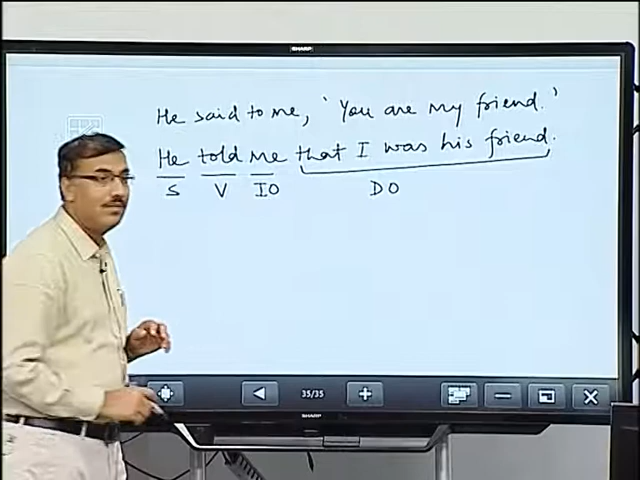 SHARP
He said to me, 'You are my friend.'
He told me that I was his friend.
S V IO DO
35/35
SHARP